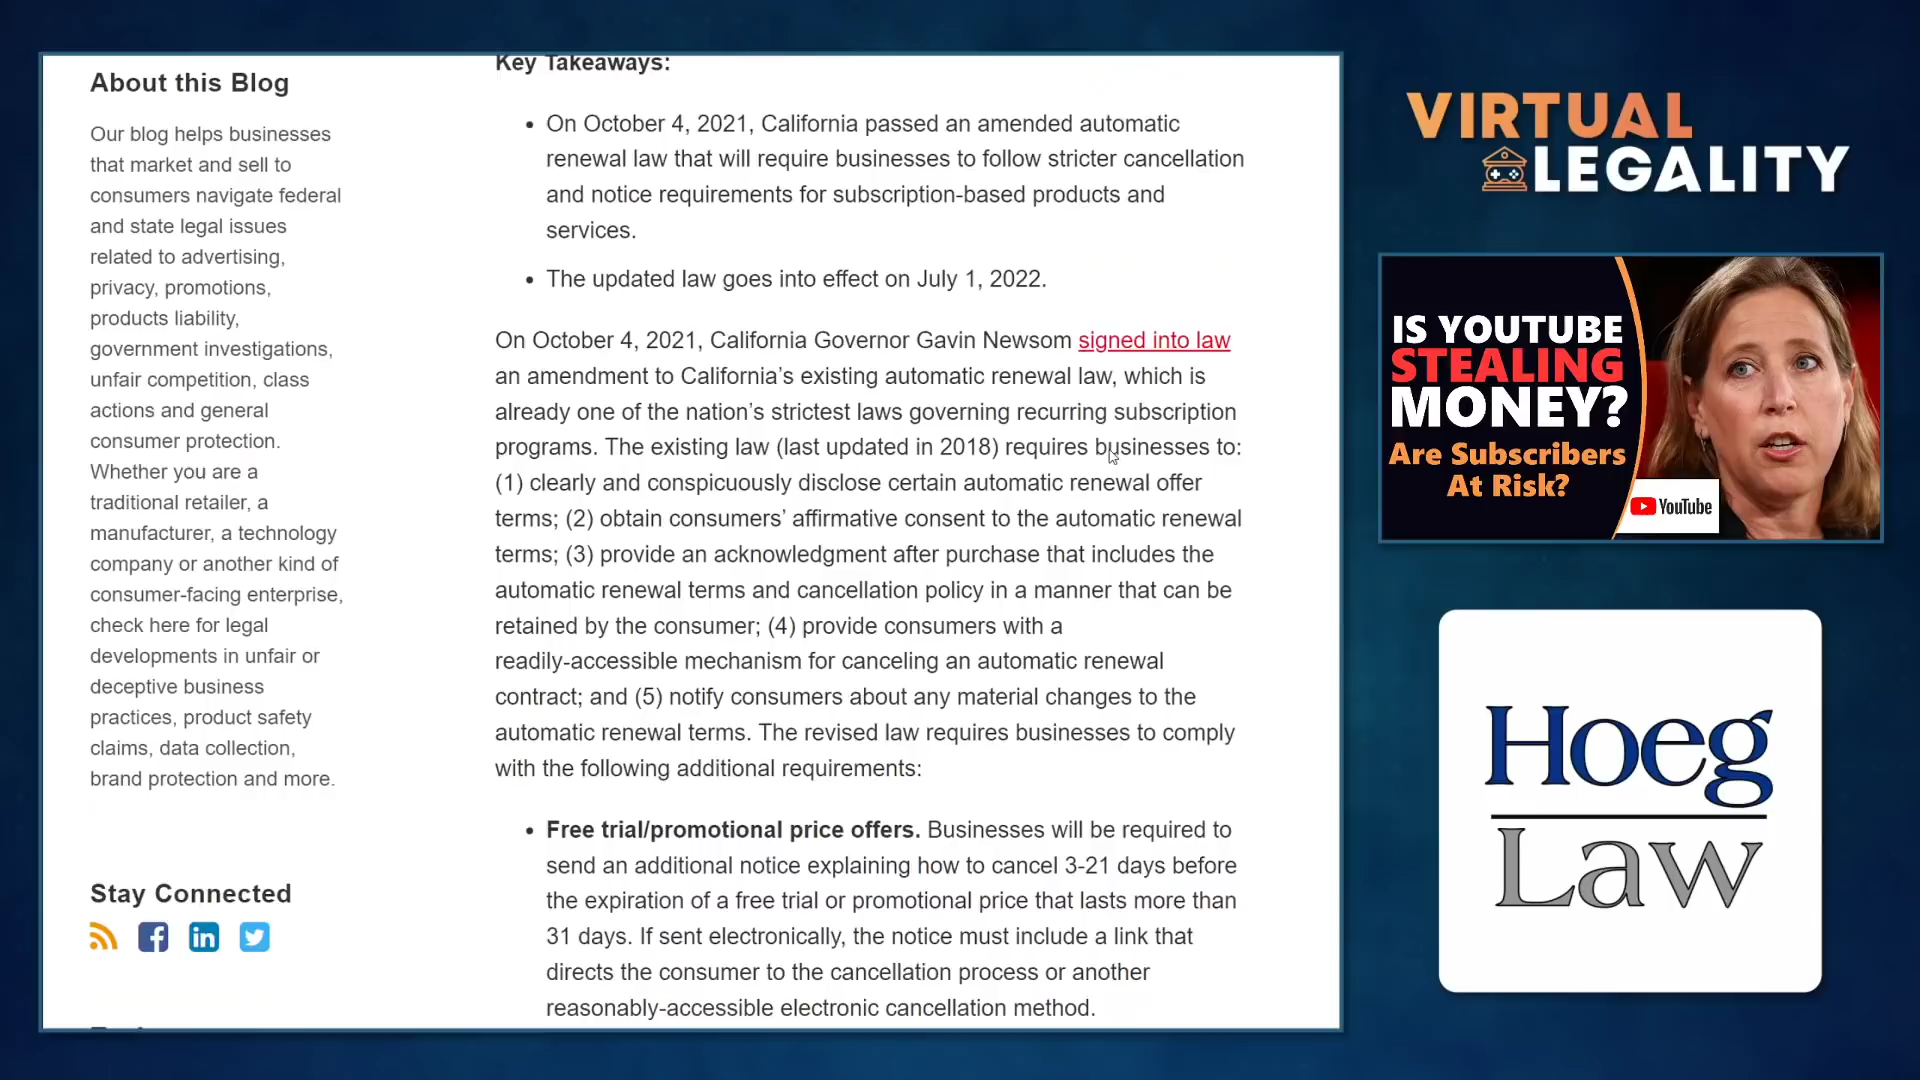 About this Blog
Our blog helps businesses
that market and sell to
consumers navigate federal
and state legal issues
related to advertising,
privacy, promotions,
products liability,
government investigations,
unfair competition, class
actions and general
consumer protection.
Whether you are a
traditional retailer, a
manufacturer, a technology
company or another kind of
consumer-facing enterprise,
check here for legal
developments in unfair or
deceptive business
practices, product safety
claims, data collection,
brand protection and more.
Stay Connected
Key Takeaways:
• On October 4, 2021, California passed an amended automatic
renewal law that will require businesses to follow stricter cancellation
and notice requirements for subscription-based products and
services.
• The updated law goes into effect on July 1, 2022.
On October 4, 2021, California Governor Gavin Newsom signed into law
an amendment to California’s existing automatic renewal law, which is
already one of the nation’s strictest laws governing recurring subscription
programs. The existing law (last updated in 2018) requires businesses to:
(1) clearly and conspicuously disclose certain automatic renewal offer
terms; (2) obtain consumers’ affirmative consent to the automatic renewal
terms; (3) provide an acknowledgment after purchase that includes the
automatic renewal terms and cancellation policy in a manner that can be
retained by the consumer; (4) provide consumers with a
readily-accessible mechanism for canceling an automatic renewal
contract; and (5) notify consumers about any material changes to the
automatic renewal terms. The revised law requires businesses to comply
with the following additional requirements:
• Free trial/promotional price offers. Businesses will be required to
send an additional notice explaining how to cancel 3-21 days before
the expiration of a free trial or promotional price that lasts more than
31 days. If sent electronically, the notice must include a link that
directs the consumer to the cancellation process or another
reasonably-accessible electronic cancellation method.
VIRTUAL
LEGALITY
IS YOUTUBE
STEALING
MONEY?
Are Subscribers
At Risk?
YouTube
Hoeg
Law